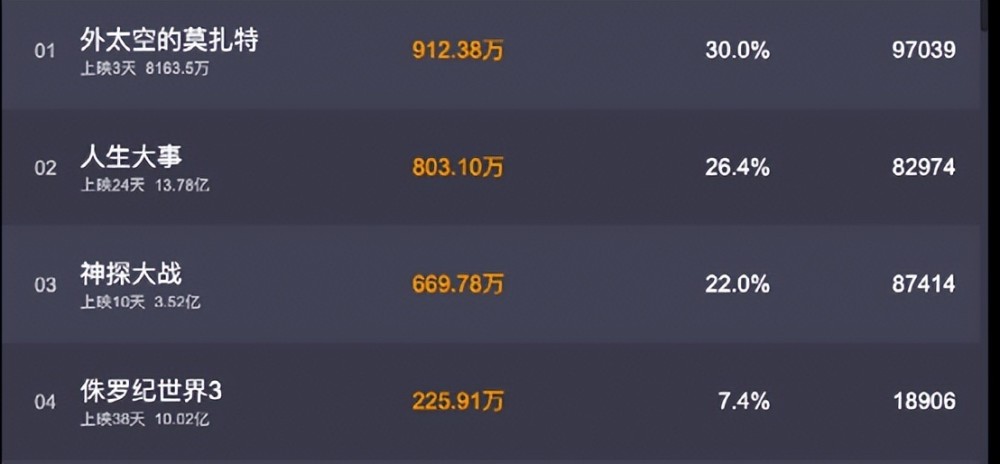 01 外太空的莫扎特 912.38万 30.0% 97039
上映3天 8163.5万
02 人生大事 803.10万 26.4% 82974
上映24天 13.78亿
03 神探大战 669.78万 22.0% 87414
上映10天 3.52亿
04 侏罗纪世界3 225.91万 7.4% 18906
上映38天 10.02亿